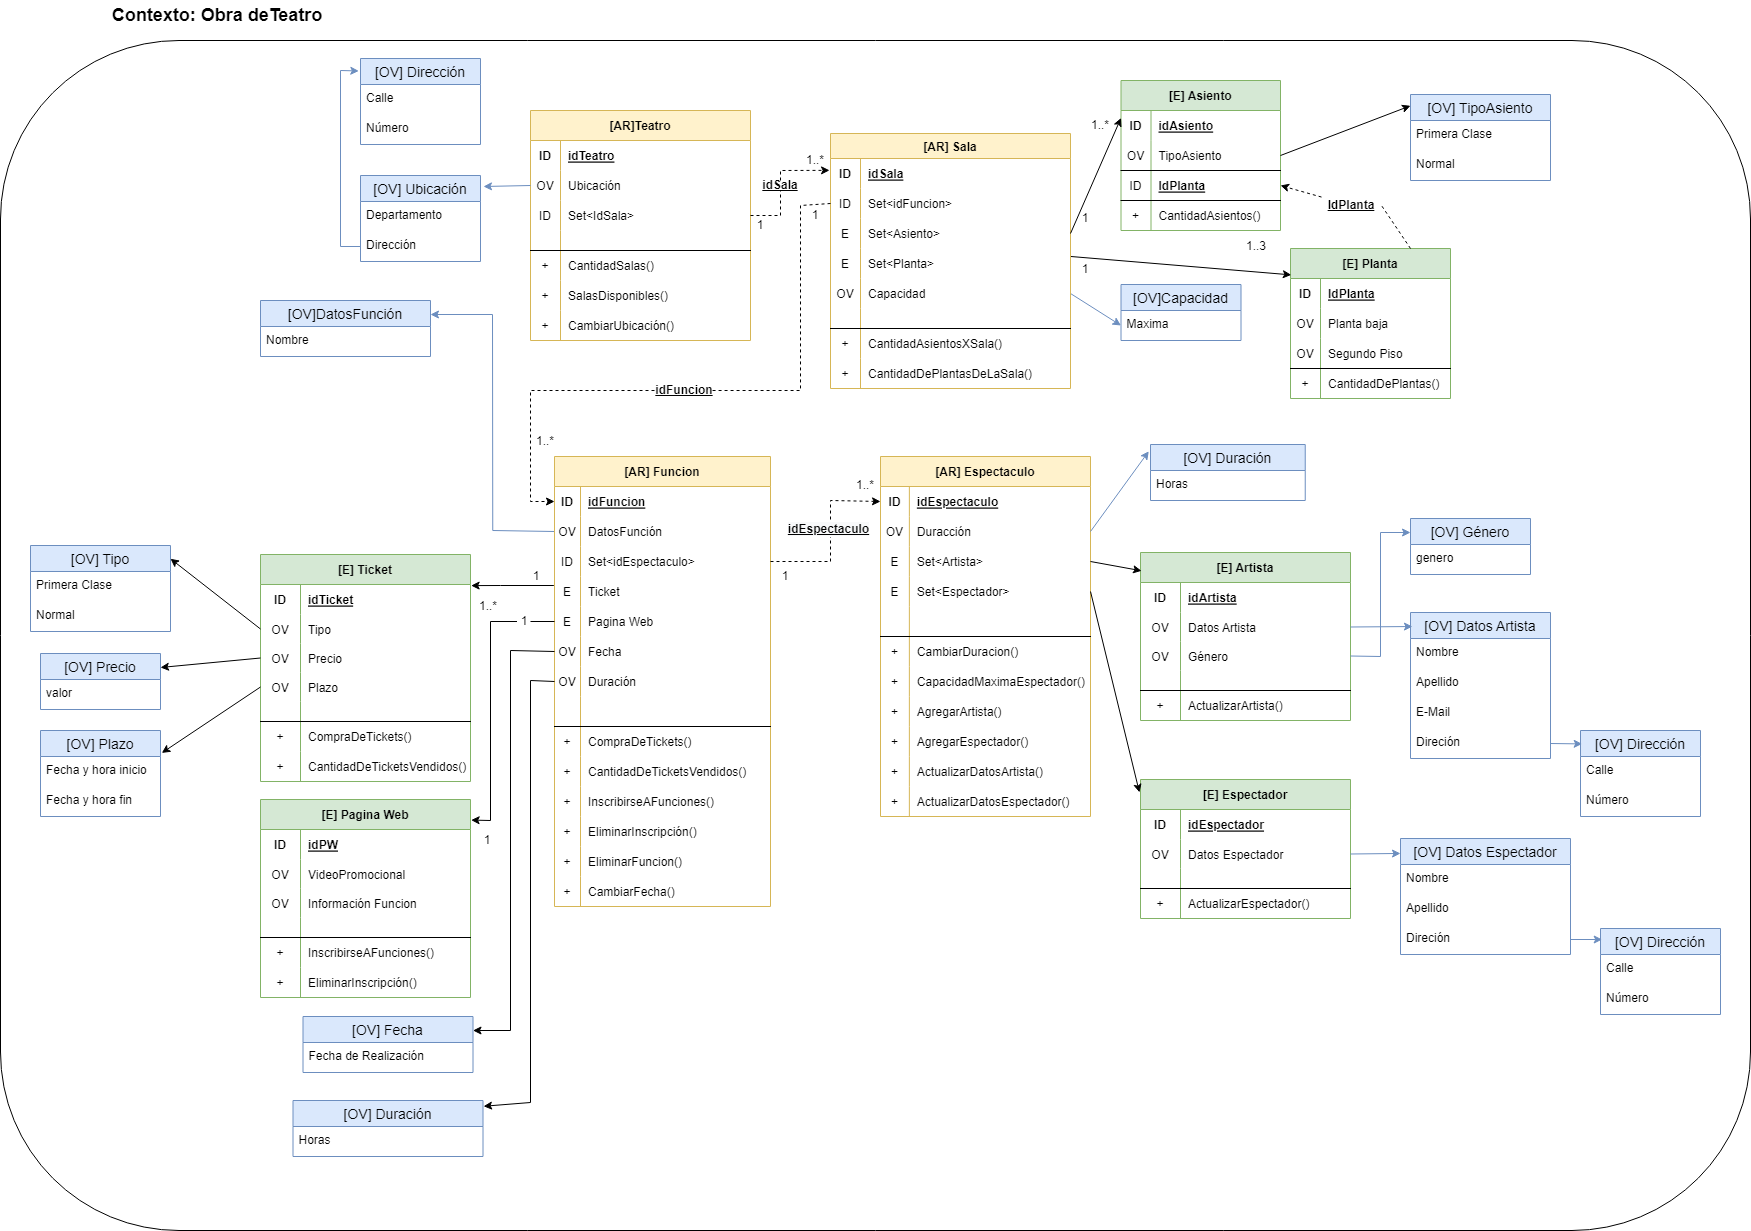 Contexto: Obra deTeatro
[OV] Dirección
Calle
Número
[OV] Ubicación
Departamento
Dirección
[AR]Teatro
ID idTeatro
OV Ubicación
ID Set<IdSala>
+ CantidadSalas()
+ SalasDisponibles()
+ CambiarUbicación()
idSala
1
1..*
[AR] Sala
ID idSala
ID Set<idFuncion>
E Set<Asiento>
E Set<Planta>
OV Capacidad
+ CantidadAsientosXSala()
+ CantidadDePlantasDeLaSala()
1
1..*
1
[E] Asiento
ID idAsiento
OV TipoAsiento
ID IdPlanta
+ CantidadAsientos()
[OV] TipoAsiento
Primera Clase
Normal
IdPlanta
1..3
1
[E] Planta
ID IdPlanta
OV Planta baja
OV Segundo Piso
+ CantidadDePlantas()
[OV]Capacidad
Maxima
[OV]DatosFunción
Nombre
idFuncion
1..*
[AR] Funcion
ID idFuncion
OV DatosFunción
ID Set<idEspectaculo>
E Ticket
E Pagina Web
OV Fecha
OV Duración
+ CompraDeTickets()
+ CantidadDeTicketsVendidos()
+ InscribirseAFunciones()
+ EliminarInscripción()
+ EliminarFuncion()
+ CambiarFecha()
idEspectaculo
1
1..*
[AR] Espectaculo
ID idEspectaculo
OV Duracción
E Set<Artista>
E Set<Espectador>
+ CambiarDuracion()
+ CapacidadMaximaEspectador()
+ AgregarArtista()
+ AgregarEspectador()
+ ActualizarDatosArtista()
+ ActualizarDatosEspectador()
[OV] Duración
Horas
[E] Artista
ID idArtista
OV Datos Artista
OV Género
+ ActualizarArtista()
[OV] Género
genero
[OV] Datos Artista
Nombre
Apellido
E-Mail
Direción
[OV] Dirección
Calle
Número
[E] Espectador
ID idEspectador
OV Datos Espectador
+ ActualizarEspectador()
[OV] Datos Espectador
Nombre
Apellido
Direción
[OV] Dirección
Calle
Número
[OV] Tipo
Primera Clase
Normal
[OV] Precio
valor
[OV] Plazo
Fecha y hora inicio
Fecha y hora fin
1
1..*
1
1
[E] Ticket
ID idTicket
OV Tipo
OV Precio
OV Plazo
+ CompraDeTickets()
+ CantidadDeTicketsVendidos()
[E] Pagina Web
ID idPW
OV VideoPromocional
OV Información Funcion
+ InscribirseAFunciones()
+ EliminarInscripción()
[OV] Fecha
Fecha de Realización
[OV] Duración
Horas